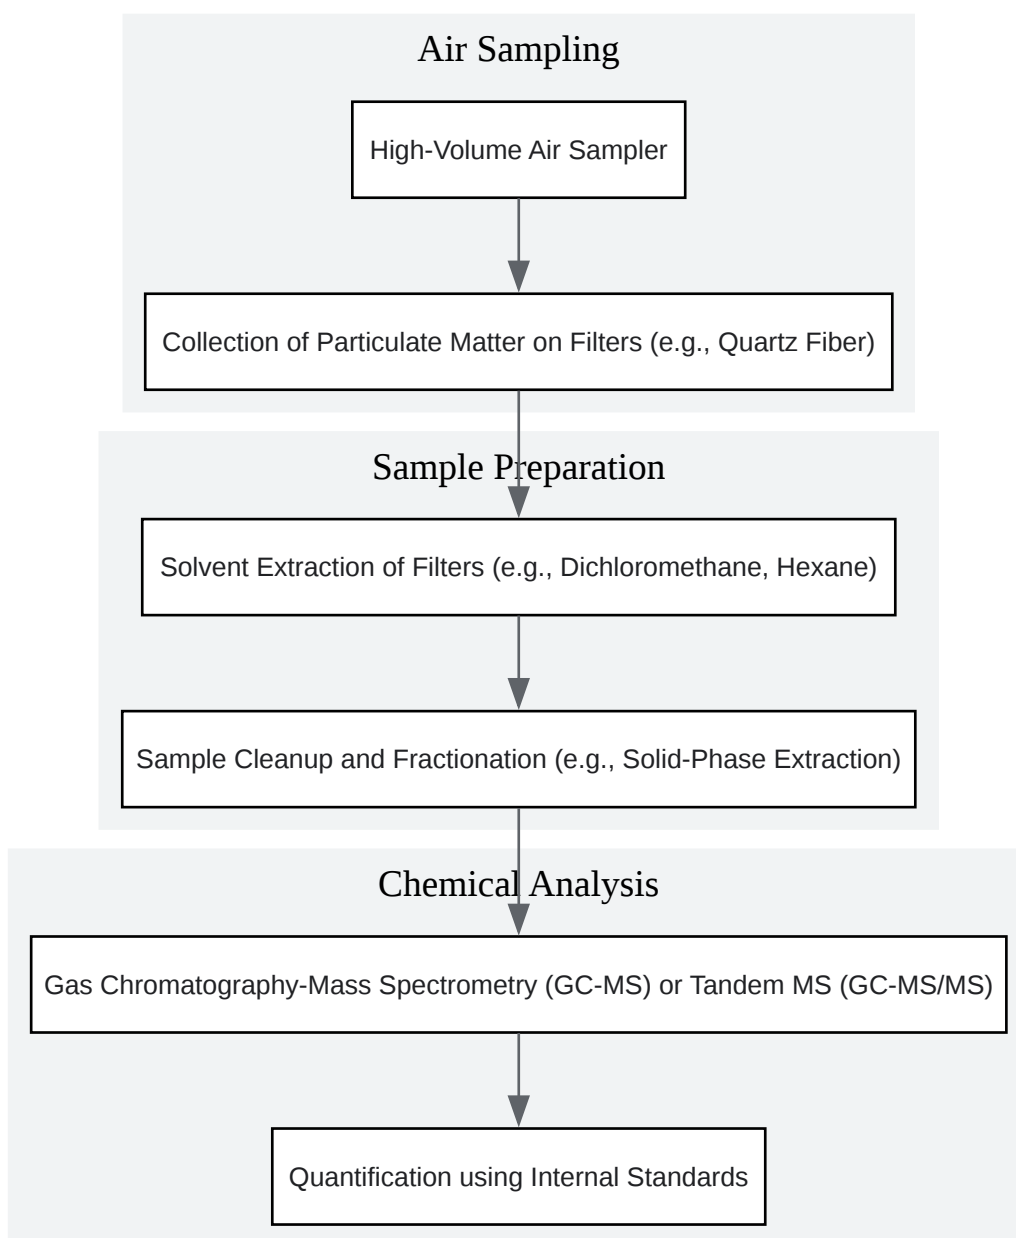 Air Sampling
High-Volume Air Sampler
Collection of Particulate Matter on Filters (e.g., Quartz Fiber)
Sample Preparation
Solvent Extraction of Filters (e.g., Dichloromethane, Hexane)
Sample Cleanup and Fractionation (e.g., Solid-Phase Extraction)
Chemical Analysis
Gas Chromatography-Mass Spectrometry (GC-MS) or Tandem MS (GC-MS/MS)
Quantification using Internal Standards